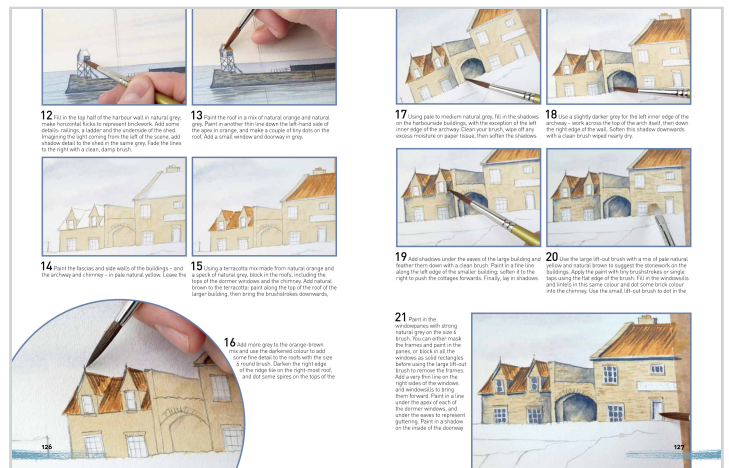 12 Fill in the top half of the harbour wall in natural grey;
make horizontal flicks to represent brickwork. Add some
details: railings, a ladder and the underside of the shed.
Imagining the light coming from the left of the scene, add
shadow detail to the shed in the same grey. Fade the lines
to the right with a clean, damp brush.
13 Paint the roof in a mix of natural orange and natural
grey. Paint in another thin line down the left-hand side of
the apex in orange, and make a couple of tiny dots on the
roof. Add a small window and doorway in grey.
14 Paint the fascias and side walls of the buildings – and
the archway and chimney – in pale natural yellow. Leave the
15 Using a terracotta mix made from natural orange and
a speck of natural grey, block in the roofs, including the
tops of the dormer windows and the chimney. Add natural
brown to the terracotta: paint along the top of the roof of the
larger building, then bring the brushstrokes downwards,
16 Add more grey to the orange-brown
mix and use the darkened colour to add
some fine detail to the roofs with the size
6 round brush. Darken the right edge
of the ridge tile on the right-most roof,
and dot some spires on the tops of the
126
17 Using pale to medium natural grey, fill in the shadows
on the harbourside buildings, with the exception of the left
inner edge of the archway. Clean your brush, wipe off any
excess moisture on paper tissue, then soften the shadows
18 Use a slightly darker grey for the left inner edge of the
archway – work across the top of the arch itself, then down
the right edge of the wall. Soften this shadow downwards
with a clean brush wiped nearly dry.
19 Add shadows under the eaves of the large building and
feather them down with a clean brush. Paint in a fine line
along the left edge of the smaller building; soften it to the
right to push the cottages forwards. Finally, lay in shadows
20 Use the large lift-out brush with a mix of pale natural
yellow and natural brown to suggest the stonework on the
buildings. Apply the paint with tiny brushstrokes or single
taps using the flat edge of the brush. Fill in the windowsills
and lintels in this same colour and dot some brick colour
into the chimney. Use the small lift-out brush to dot in the
21 Paint in the
windowpanes with strong
natural grey on the size 6
brush. You can either mask
the frames and paint in the
panes, or block in all the
windows as solid rectangles
before using the large lift-out
brush to remove the frames.
Add a very thin line on the
right sides of the windows
and windowsills to bring
them forward. Paint in a line
under the apex of each of
the dormer windows, and
under the eaves to represent
guttering. Paint in a shadow
on the inside of the doorway
127